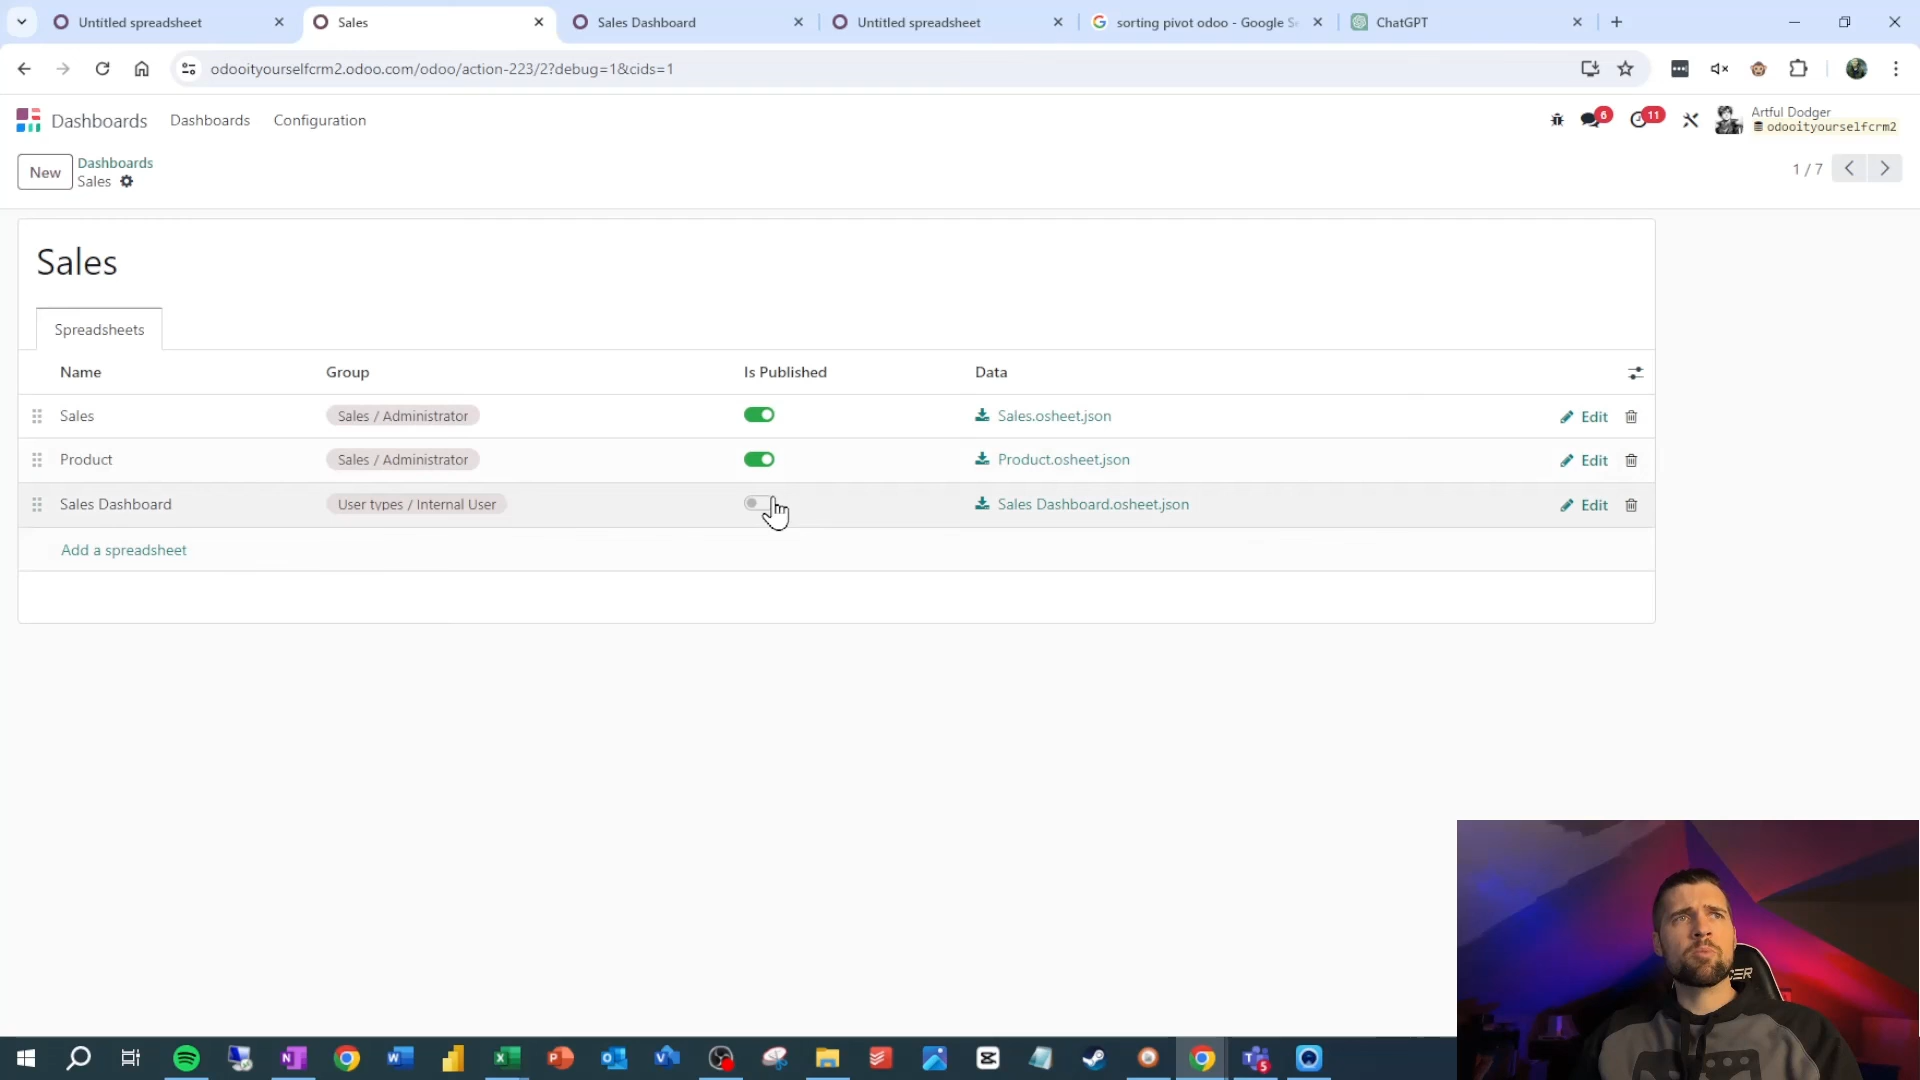 Untitled spreadsheet
Sales
Sales Dashboard
Untitled spreadsheet
sorting pivot odoo - Google Se
ChatGPT
odooityourselfcrm2.odoo.com/odoo/action-223/2?debug=1&cids=1
Dashboards
Dashboards
Configuration
6
11
Artful Dodger
odooityourselfcrm2
New
Dashboards
Sales
1 / 7
Sales
Spreadsheets
Name
Group
Is Published
Data
Sales
Sales / Administrator
Sales.osheet.json
Edit
Product
Sales / Administrator
Product.osheet.json
Edit
Sales Dashboard
User types / Internal User
Sales Dashboard.osheet.json
Edit
Add a spreadsheet